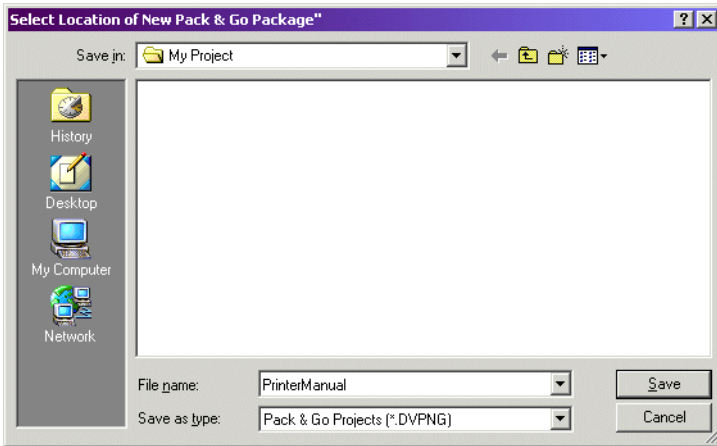 Select Location of New Pack & Go Package"
Save in: My Project
History
Desktop
My Computer
Network
File name: PrinterManual Save
Save as type: Pack & Go Projects (*.DVPNG) Cancel